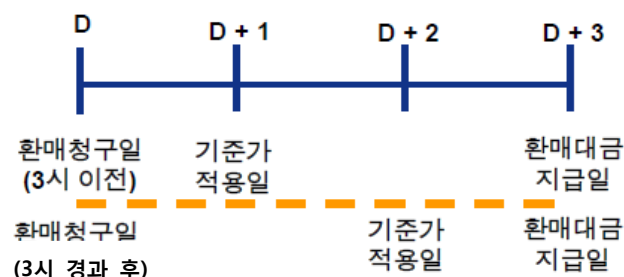 D
D + 1
D + 2
D + 3
환매청구일
(3시 이전)
기준가
적용일
환매대금
지급일
환매청구일
(3시 경과 후)
기준가
적용일
환매대금
지급일